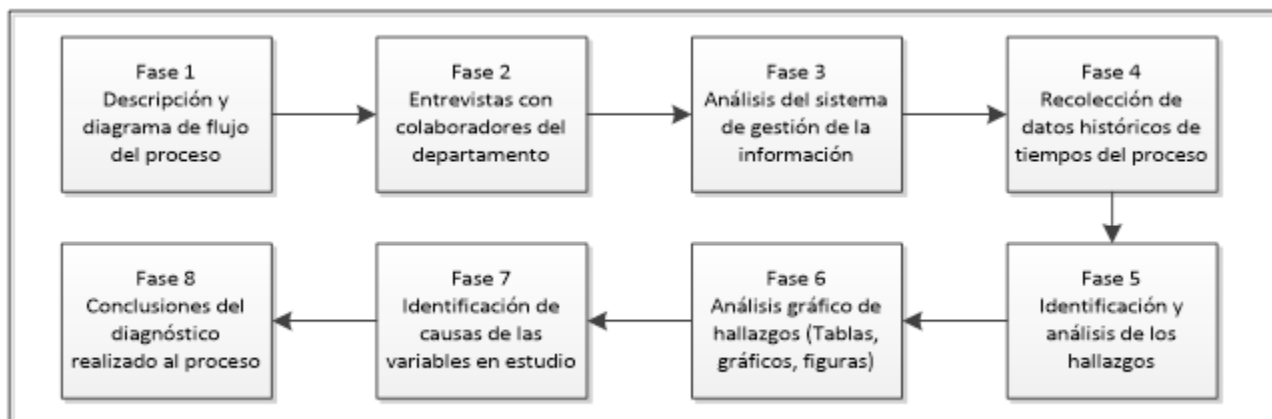 Fase 1
Descripción y
diagrama de flujo
del proceso
Fase 2
Entrevistas con
colaboradores del
departamento
Fase 3
Análisis del sistema
de gestión de la
información
Fase 4
Recolección de
datos históricos de
tiempos del proceso
Fase 5
Identificación y
análisis de los
hallazgos
Fase 6
Análisis gráfico de
hallazgos (Tablas,
gráficos, figuras)
Fase 7
Identificación de
causas de las
variables en estudio
Fase 8
Conclusiones del
diagnóstico
realizado al proceso